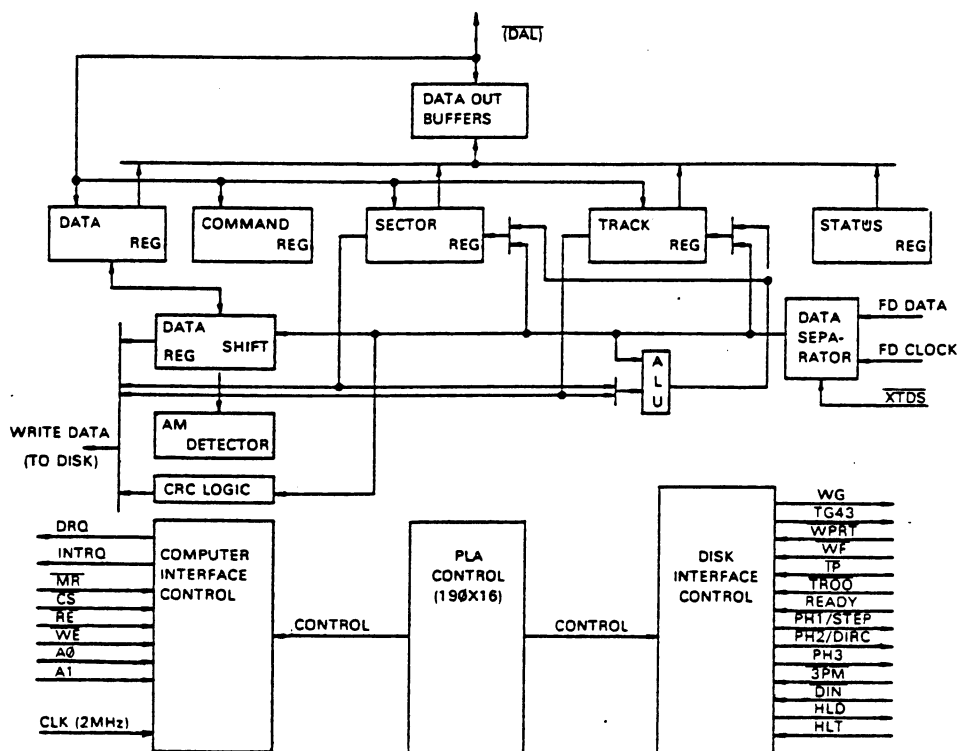 (DAL)
DATA OUT
BUFFERS
DATA
REG
COMMAND
REG
SECTOR
REG
TRACK
REG
STATUS
REG
DATA
REG
SHIFT
DATA
SEPA-
RATOR
FD DATA
FD CLOCK
XTDS
A
L
U
AM
DETECTOR
WRITE DATA
(TO DISK)
CRC LOGIC
DRQ
INTRQ
MR
CS
RE
WE
A0
A1
CLK (2MHz)
COMPUTER
INTERFACE
CONTROL
CONTROL
PLA
CONTROL
(190X16)
CONTROL
DISK
INTERFACE
CONTROL
WG
TG43
WPRT
WF
IP
TROO
READY
PH1/STEP
PH2/DIRC
PH3
3PM
DIN
HLD
HLT